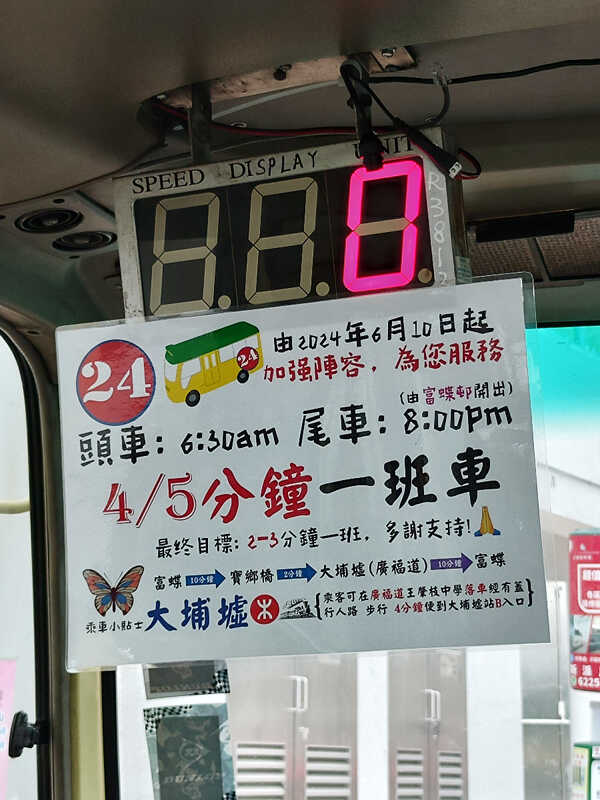 SPEED DISPLAY UNIT
0
R3812
24
24
由2024年6月10日起
加强陣容，為您服務
(由富蝶邨開出)
頭車：6:30am 尾車：8:00pm
4/5分鐘一班車
最終目標：2-3分鐘一班，多謝支持！
富蝶 10分鐘 寶鄉橋 2分鐘 大埔墟(廣福道) 10分鐘 富蝶
乘車小貼士
大埔墟
乘客可在廣福道王肇枝中學落車經有蓋
行人路 步行 4分鐘便到大埔墟站B入口
6225